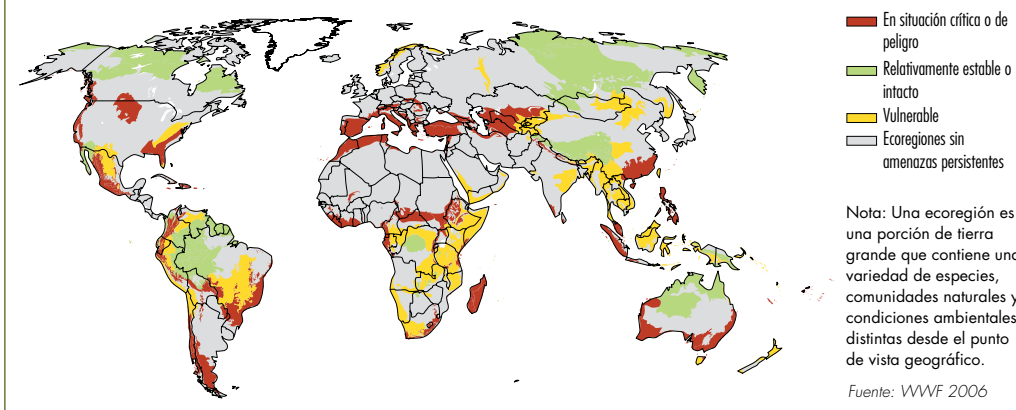 En situación crítica o de
peligro
Relativamente estable o
intacto
Vulnerable
Ecoregiones sin
amenazas persistentes
Nota: Una ecoregión es
una porción de tierra
grande que contiene una
variedad de especies,
comunidades naturales y
condiciones ambientales
distintas desde el punto
de vista geográfico.
Fuente: WWF 2006